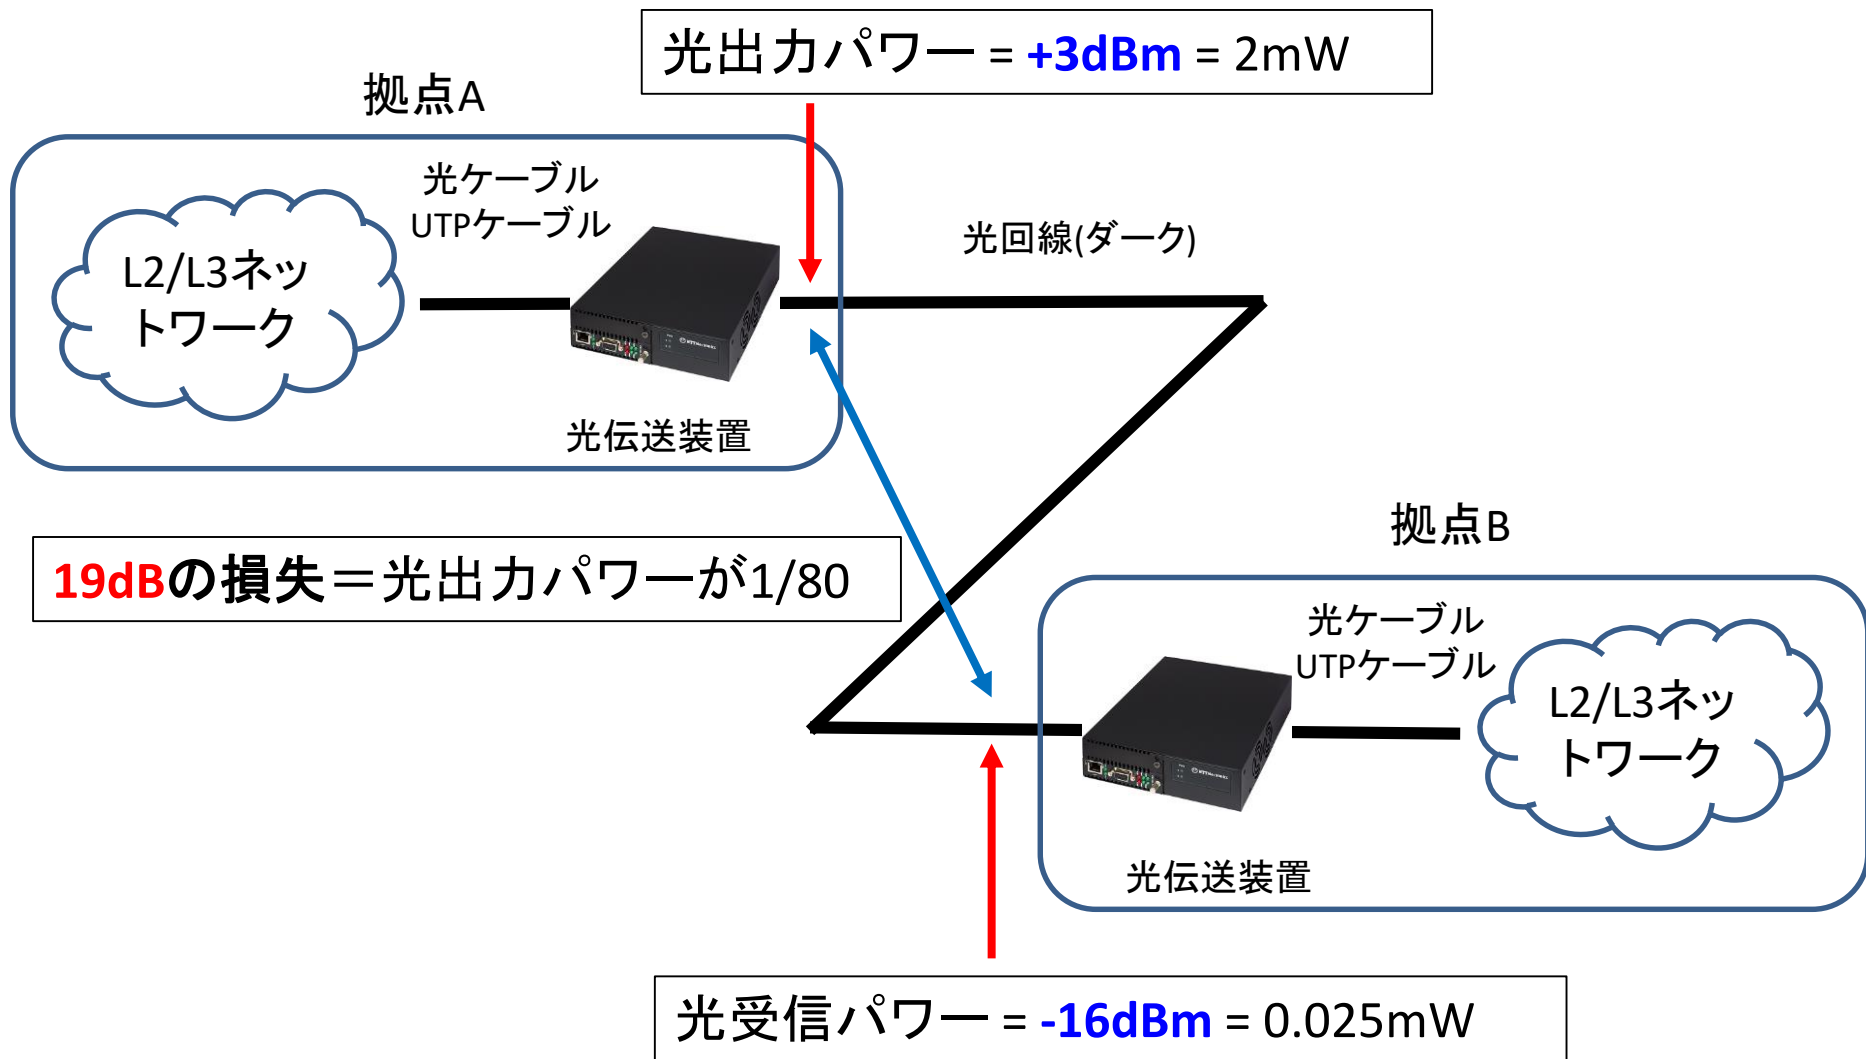 光出力パワー = +3dBm = 2mW
拠点A
光ケーブル
UTPケーブル
L2/L3ネッ
トワーク
光回線(ダーク)
光伝送装置
19dBの損失＝光出力パワーが1/80
拠点B
光ケーブル
UTPケーブル
L2/L3ネッ
トワーク
光伝送装置
光受信パワー = -16dBm = 0.025mW